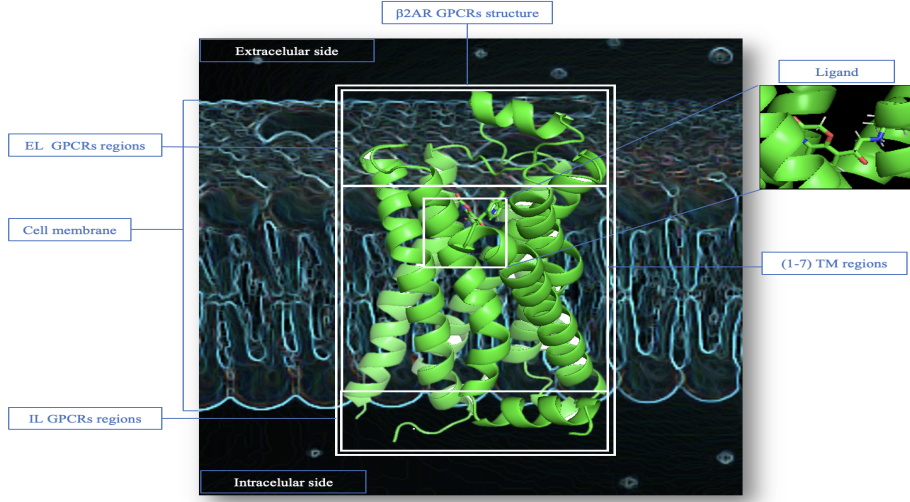 β2AR GPCRs structure
Extracelular side
Ligand
EL GPCRs regions
Cell membrane
(1-7) TM regions
IL GPCRs regions
Intracelular side